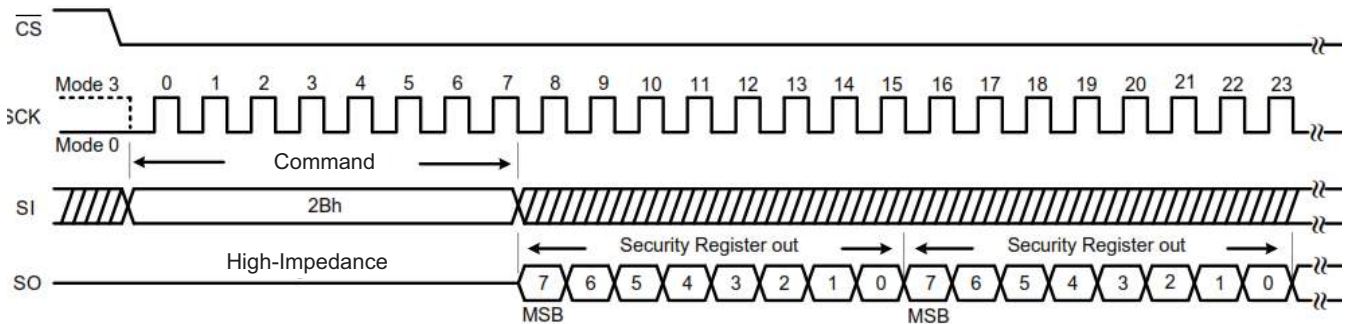 CS
Mode 3 0 1 2 3 4 5 6 7 8 9 10 11 12 13 14 15 16 17 18 19 20 21 22 23
SCK
Mode 0
Command
SI 2Bh
Security Register out Security Register out
High-Impedance
SO 7 6 5 4 3 2 1 0 7 6 5 4 3 2 1 0
MSB MSB